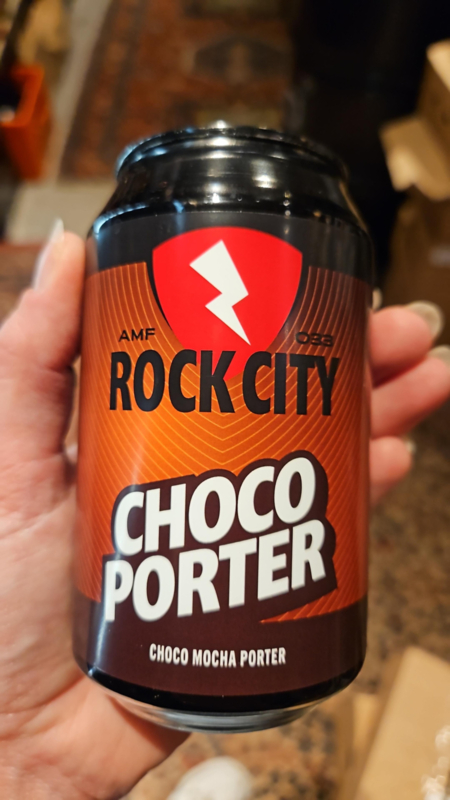 AMF 033
ROCK CITY
CHOCO
PORTER
CHOCO MOCHA PORTER